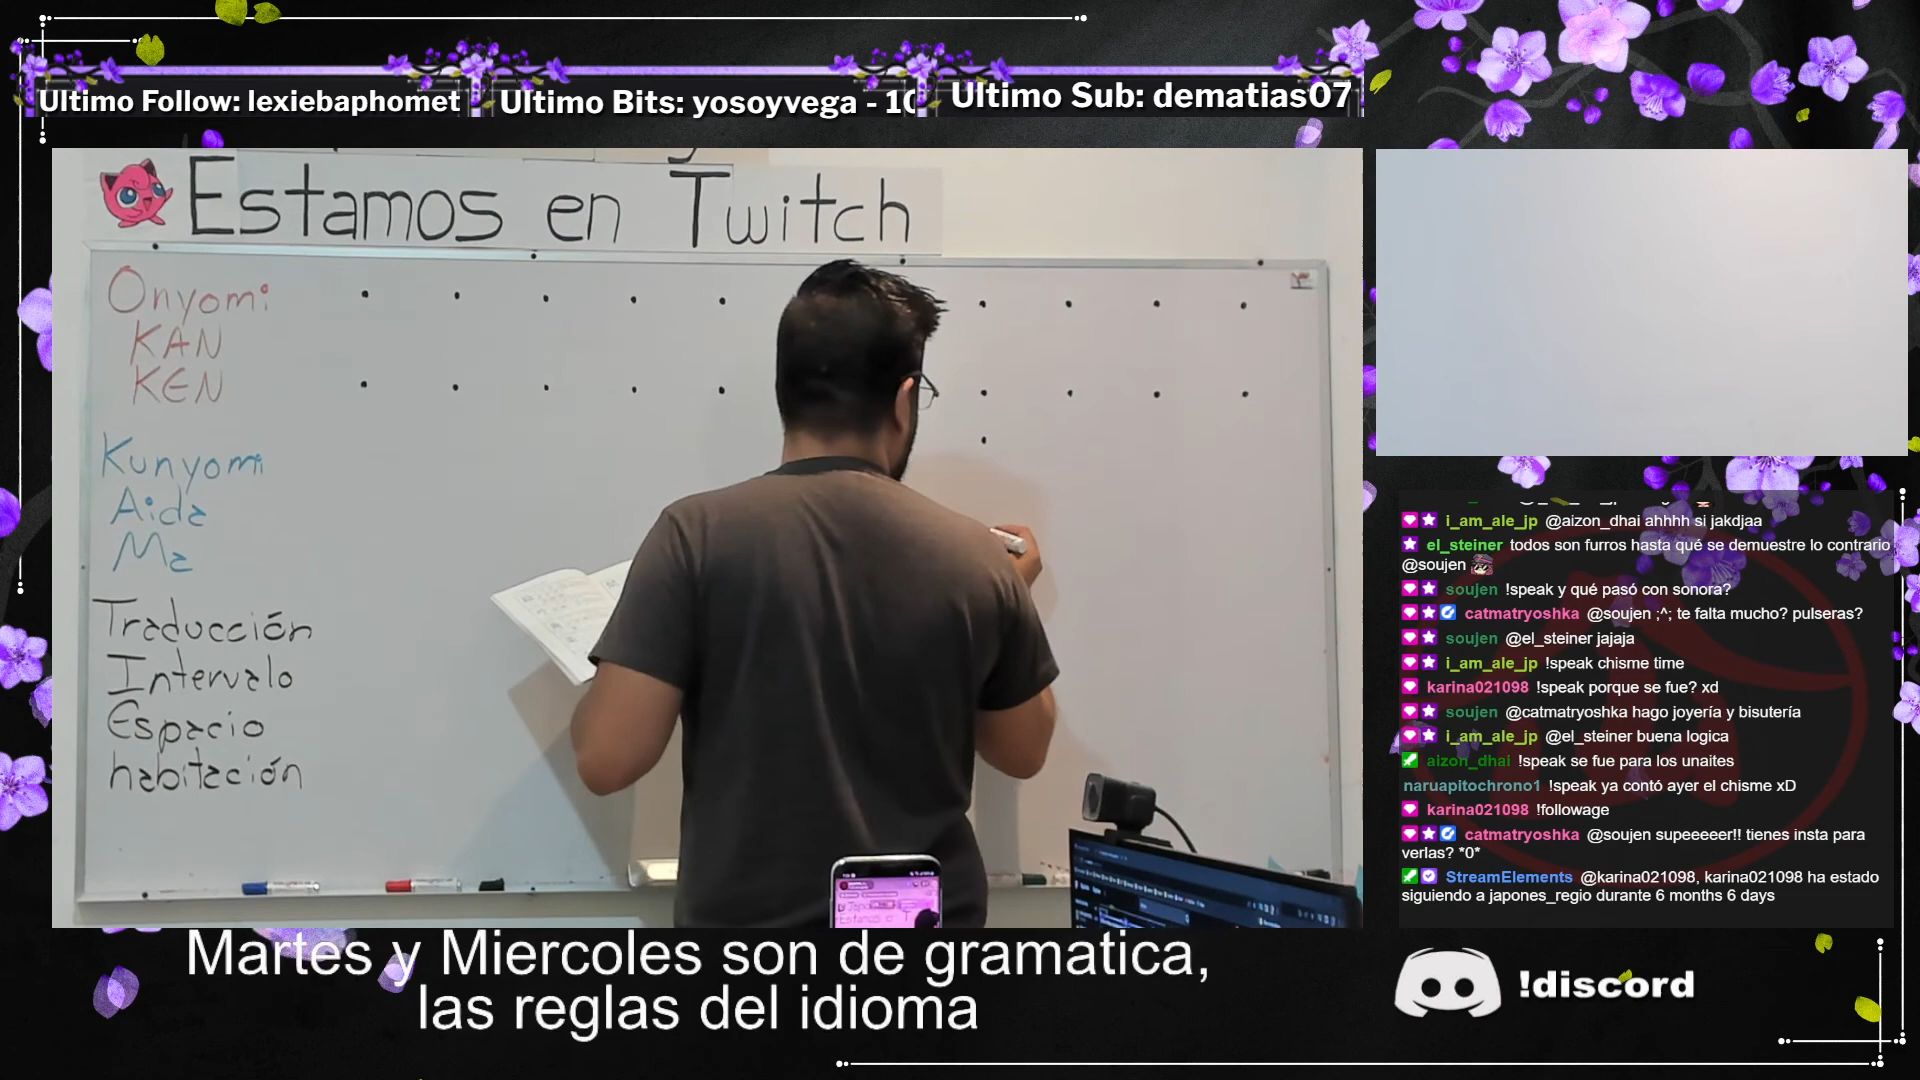 Ultimo Follow: lexiebaphomet
Ultimo Bits: yosoyvega - 10
Ultimo Sub: dematias07
Estamos en Twitch
Onyomi
KAN
KEN
Kunyomi
Aida
Ma
Traducción
Intervalo
Espacio
habitación
Martes y Miercoles son de gramatica,
las reglas del idioma
i_am_ale_jp @aizon_dhai ahhhh si jakdjaa
el_steiner todos son furros hasta qué se demuestre lo contrario
@soujen
soujen !speak y qué pasó con sonora?
catmatryoshka @soujen ;^; te falta mucho? pulseras?
soujen @el_steiner jajaja
i_am_ale_jp !speak chisme time
karina021098 !speak porque se fue? xd
soujen @catmatryoshka hago joyería y bisutería
i_am_ale_jp @el_steiner buena logica
aizon_dhai !speak se fue para los unaites
naruapitochrono1 !speak ya contó ayer el chisme xD
karina021098 !followage
catmatryoshka @soujen supeeeeer!! tienes insta para
verlas? *0*
StreamElements @karina021098, karina021098 ha estado
siguiendo a japones_regio durante 6 months 6 days
!discord